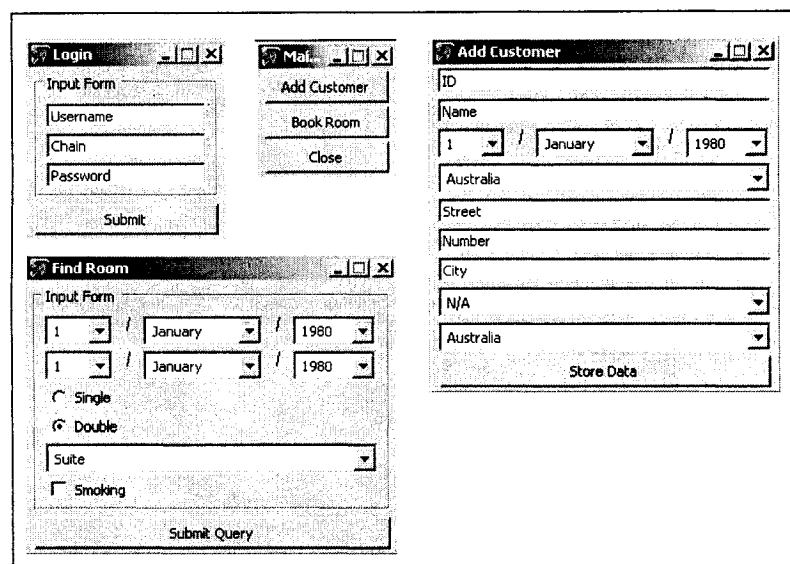 Login
Input Form
Username
Chain
Password
Submit
Mai...
Add Customer
Book Room
Close
Add Customer
ID
Name
1 / January / 1980
Australia
Street
Number
City
N/A
Australia
Store Data
Find Room
Input Form
1 / January / 1980
1 / January / 1980
Single
Double
Suite
Smoking
Submit Query